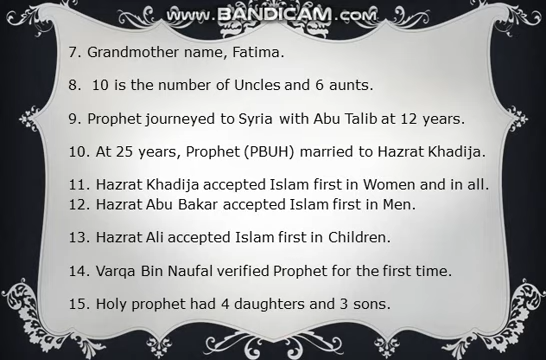 www.BANDICAM.com
7. Grandmother name, Fatima.
8. 10 is the number of Uncles and 6 aunts.
9. Prophet journeyed to Syria with Abu Talib at 12 years.
10. At 25 years, Prophet (PBUH) married to Hazrat Khadija.
11. Hazrat Khadija accepted Islam first in Women and in all.
12. Hazrat Abu Bakar accepted Islam first in Men.
13. Hazrat Ali accepted Islam first in Children.
14. Varqa Bin Naufal verified Prophet for the first time.
15. Holy prophet had 4 daughters and 3 sons.